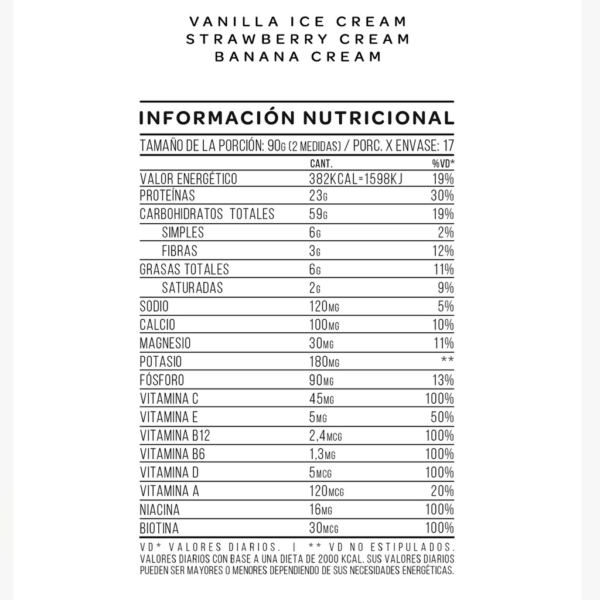 VANILLA ICE CREAM
STRAWBERRY CREAM
BANANA CREAM
INFORMACIÓN NUTRICIONAL
TAMAÑO DE LA PORCIÓN: 90G (2 MEDIDAS) / PORC. X ENVASE: 17
CANT. %VD*
VALOR ENERGÉTICO 382KCAL=1598KJ 19%
PROTEÍNAS 23G 30%
CARBOHIDRATOS TOTALES 59G 19%
SIMPLES 6G 2%
FIBRAS 3G 12%
GRASAS TOTALES 6G 11%
SATURADAS 2G 9%
SODIO 120MG 5%
CALCIO 100MG 10%
MAGNESIO 30MG 11%
POTASIO 180MG **
FÓSFORO 90MG 13%
VITAMINA C 45MG 100%
VITAMINA E 5MG 50%
VITAMINA B12 2,4MCG 100%
VITAMINA B6 1,3MG 100%
VITAMINA D 5MCG 100%
VITAMINA A 120MCG 20%
NIACINA 16MG 100%
BIOTINA 30MCG 100%
VD* VALORES DIARIOS. | ** VD NO ESTIPULADOS.
VALORES DIARIOS CON BASE A UNA DIETA DE 2000 KCAL. SUS VALORES DIARIOS
PUEDEN SER MAYORES O MENORES DEPENDIENDO DE SUS NECESIDADES ENERGÉTICAS.